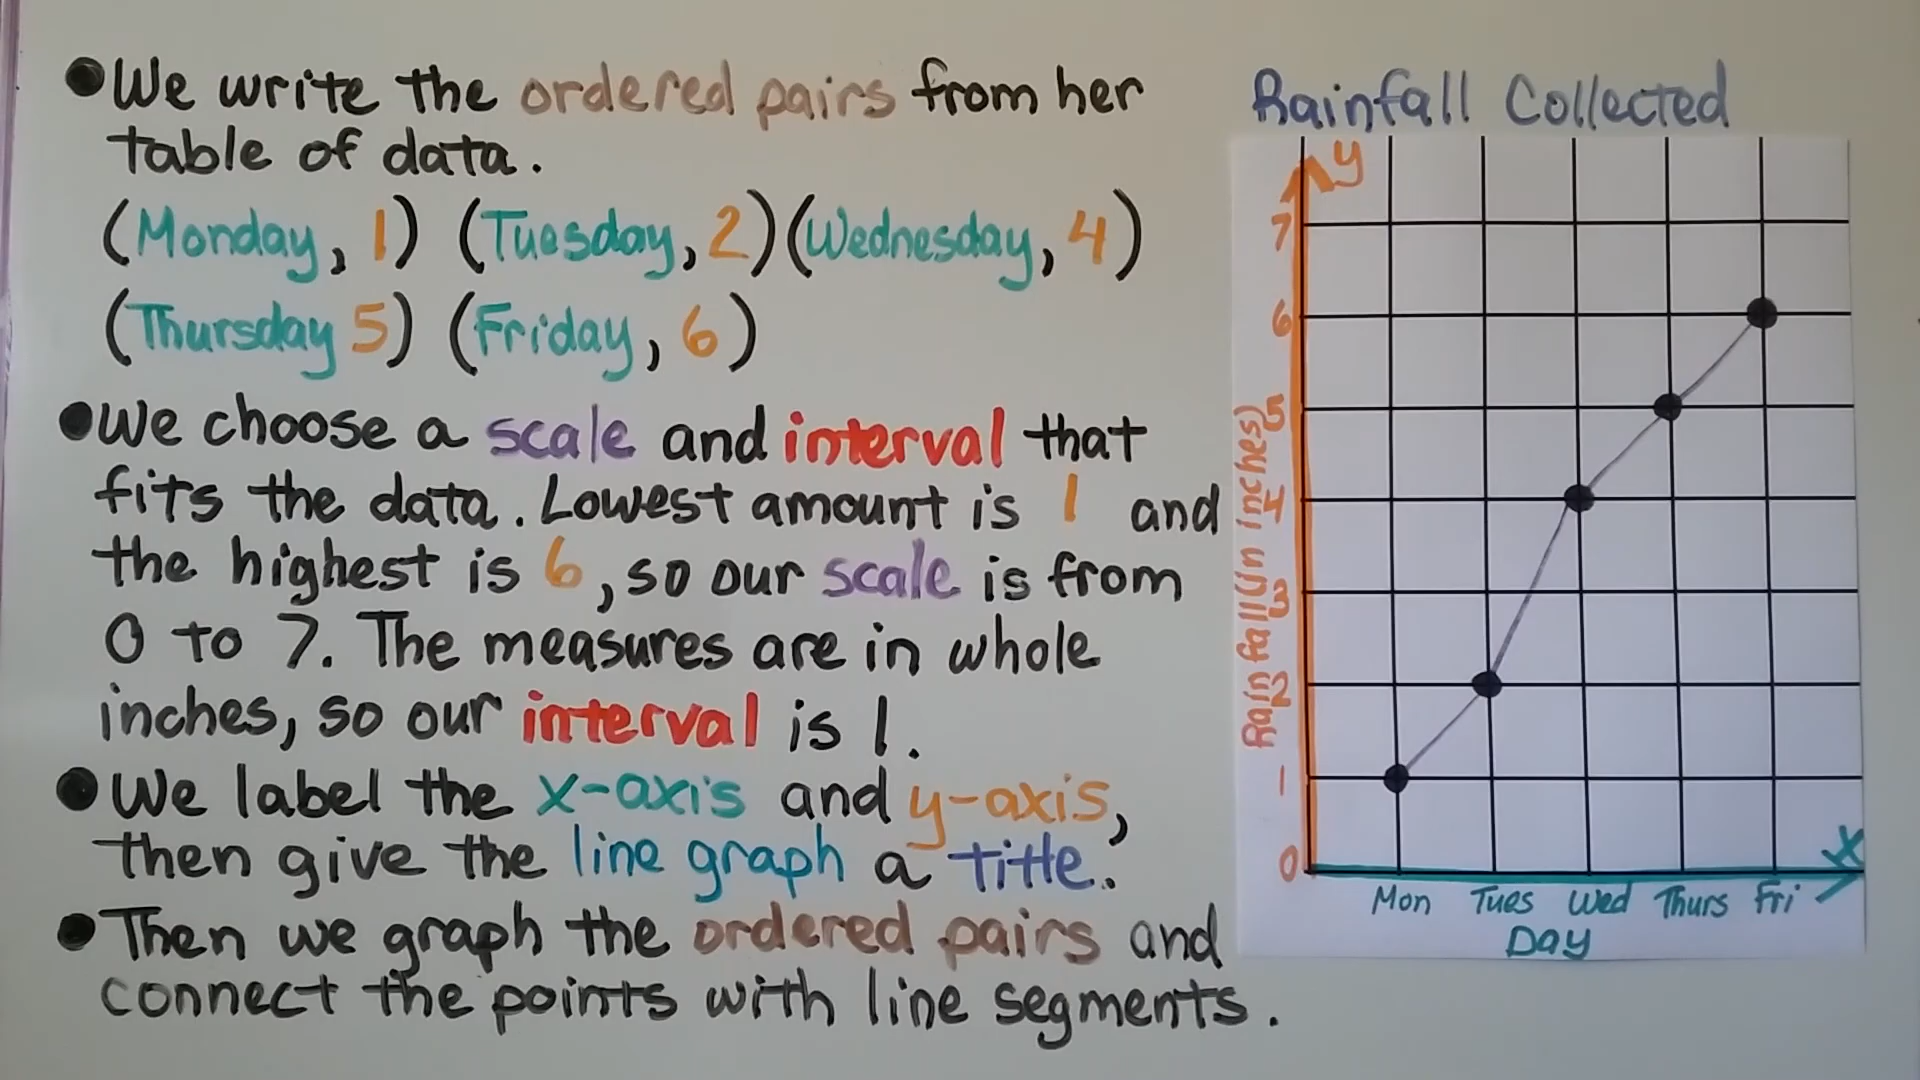 ● We write the ordered pairs from her
table of data.
(Monday, 1) (Tuesday, 2) (Wednesday, 4)
(Thursday 5) (Friday, 6)
● We choose a scale and interval that
fits the data. Lowest amount is 1 and
the highest is 6, so our scale is from
0 to 7. The measures are in whole
inches, so our interval is 1.
● We label the x-axis and y-axis,
then give the line graph a title.
● Then we graph the ordered pairs and
connect the points with line segments.
Rainfall Collected
y
7
6
5
4
3
2
1
0
Rainfall (in inches)
x
Mon Tues Wed Thurs Fri
Day